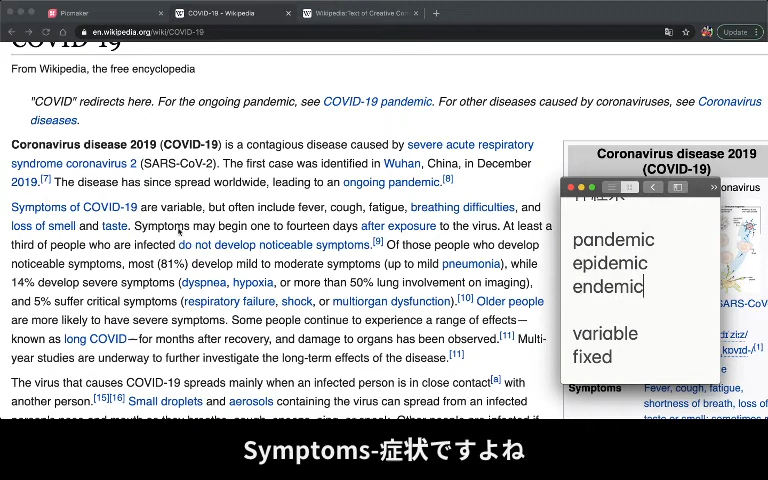 Picmaker
COVID-19 - Wikipedia
Wikipedia:Text of Creative Co
en.wikipedia.org/wiki/COVID-19
Update
COVID-19
From Wikipedia, the free encyclopedia
"COVID" redirects here. For the ongoing pandemic, see COVID-19 pandemic. For other diseases caused by coronaviruses, see Coronavirus
diseases.
Coronavirus disease 2019 (COVID-19) is a contagious disease caused by severe acute respiratory
syndrome coronavirus 2 (SARS-CoV-2). The first case was identified in Wuhan, China, in December
2019.[7] The disease has since spread worldwide, leading to an ongoing pandemic.[8]
Symptoms of COVID-19 are variable, but often include fever, cough, fatigue, breathing difficulties, and
loss of smell and taste. Symptoms may begin one to fourteen days after exposure to the virus. At least a
third of people who are infected do not develop noticeable symptoms.[9] Of those people who develop
noticeable symptoms, most (81%) develop mild to moderate symptoms (up to mild pneumonia), while
14% develop severe symptoms (dyspnea, hypoxia, or more than 50% lung involvement on imaging),
and 5% suffer critical symptoms (respiratory failure, shock, or multiorgan dysfunction).[10] Older people
are more likely to have severe symptoms. Some people continue to experience a range of effects—
known as long COVID—for months after recovery, and damage to organs has been observed.[11] Multi-
year studies are underway to further investigate the long-term effects of the disease.[11]
The virus that causes COVID-19 spreads mainly when an infected person is in close contact[a] with
another person.[15][16] Small droplets and aerosols containing the virus can spread from an infected
Coronavirus disease 2019
(COVID-19)
onavirus
SARS-CoV
[1]
Symptoms
Fever, cough, fatigue,
shortness of breath, loss of
pandemic
epidemic
endemic
variable
fixed
Symptoms-症状ですよね